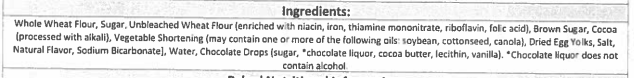 Ingredients:
Whole Wheat Flour, Sugar, Unbleached Wheat Flour (enriched with niacin, iron, thiamine mononitrate, riboflavin, folic acid), Brown Sugar, Cocoa
(processed with alkali), Vegetable Shortening (may contain one or more of the following oils: soybean, cottonseed, canola), Dried Egg Yolks, Salt,
Natural Flavor, Sodium Bicarbonate], Water, Chocolate Drops (sugar, *chocolate liquor, cocoa butter, lecithin, vanilla). *Chocolate liquor does not
contain alcohol.